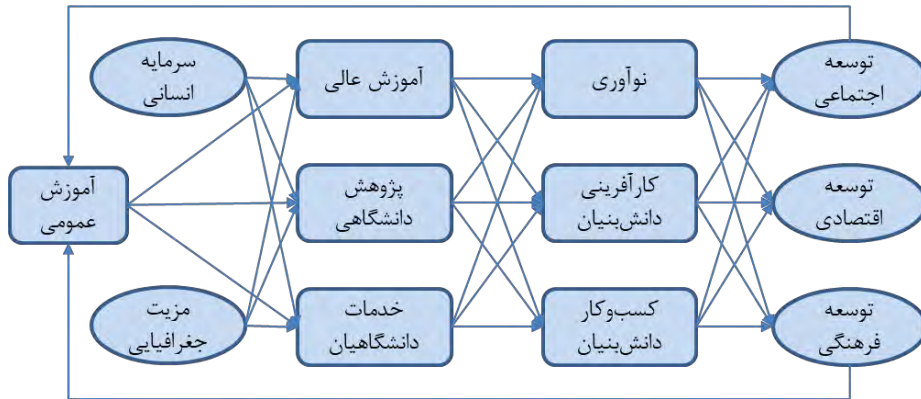 سرمایه
انسانی
آموزش عالی
نوآوری
توسعه
اجتماعی
آموزش
عمومی
پژوهش
دانشگاهی
کارآفرینی
دانش‌بنیان
توسعه
اقتصادی
مزیت
جغرافیایی
خدمات
دانشگاهیان
کسب‌وکار
دانش‌بنیان
توسعه
فرهنگی